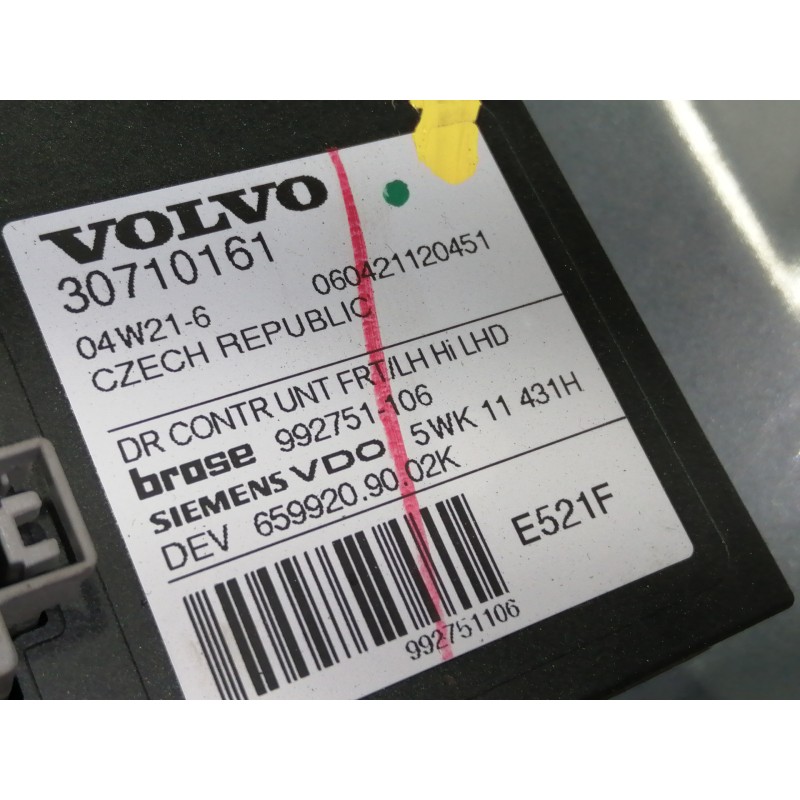 VOLVO
30710161
04W21-6 060421120451
CZECH REPUBLIC
DR CONTR UNT FRT/LH Hi LHD
brose 992751-106
SIEMENS VDO 5WK 11 431H
DEV 659920.90.02K
E521F
992751106